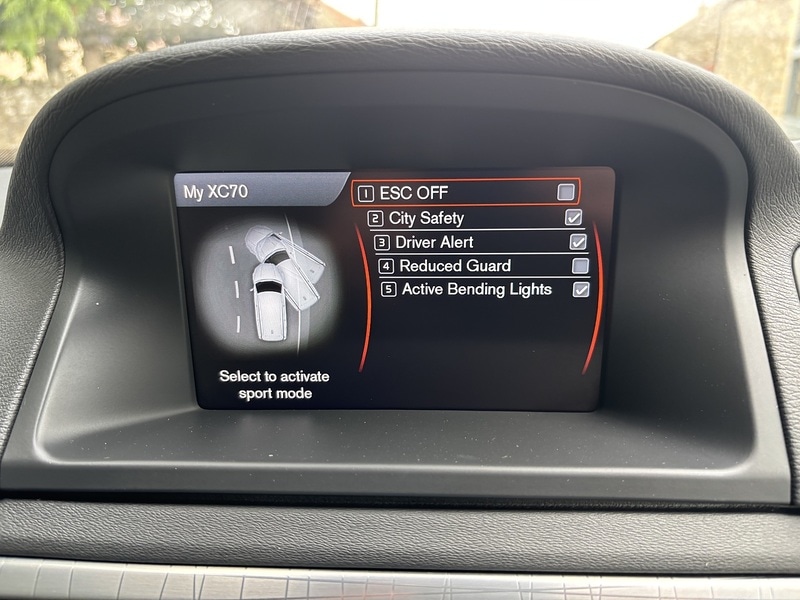 My XC70
1 ESC OFF
2 City Safety
3 Driver Alert
4 Reduced Guard
5 Active Bending Lights
Select to activate
sport mode